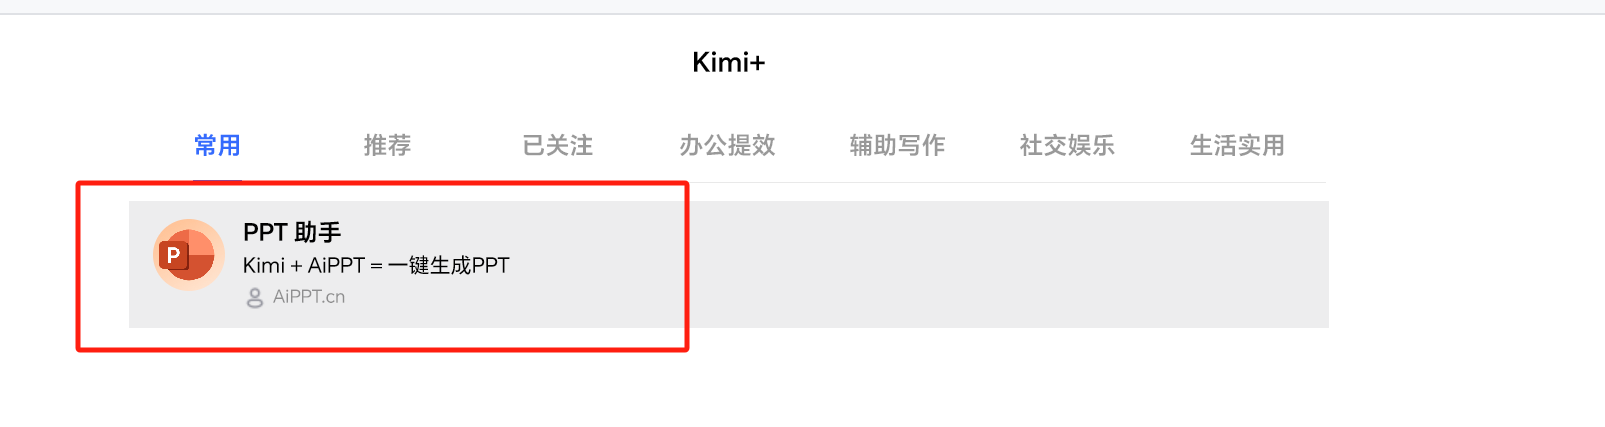 Kimi+
常用 推荐 已关注 办公提效 辅助写作 社交娱乐 生活实用
P
PPT 助手
Kimi + AiPPT = 一键生成PPT
AiPPT.cn